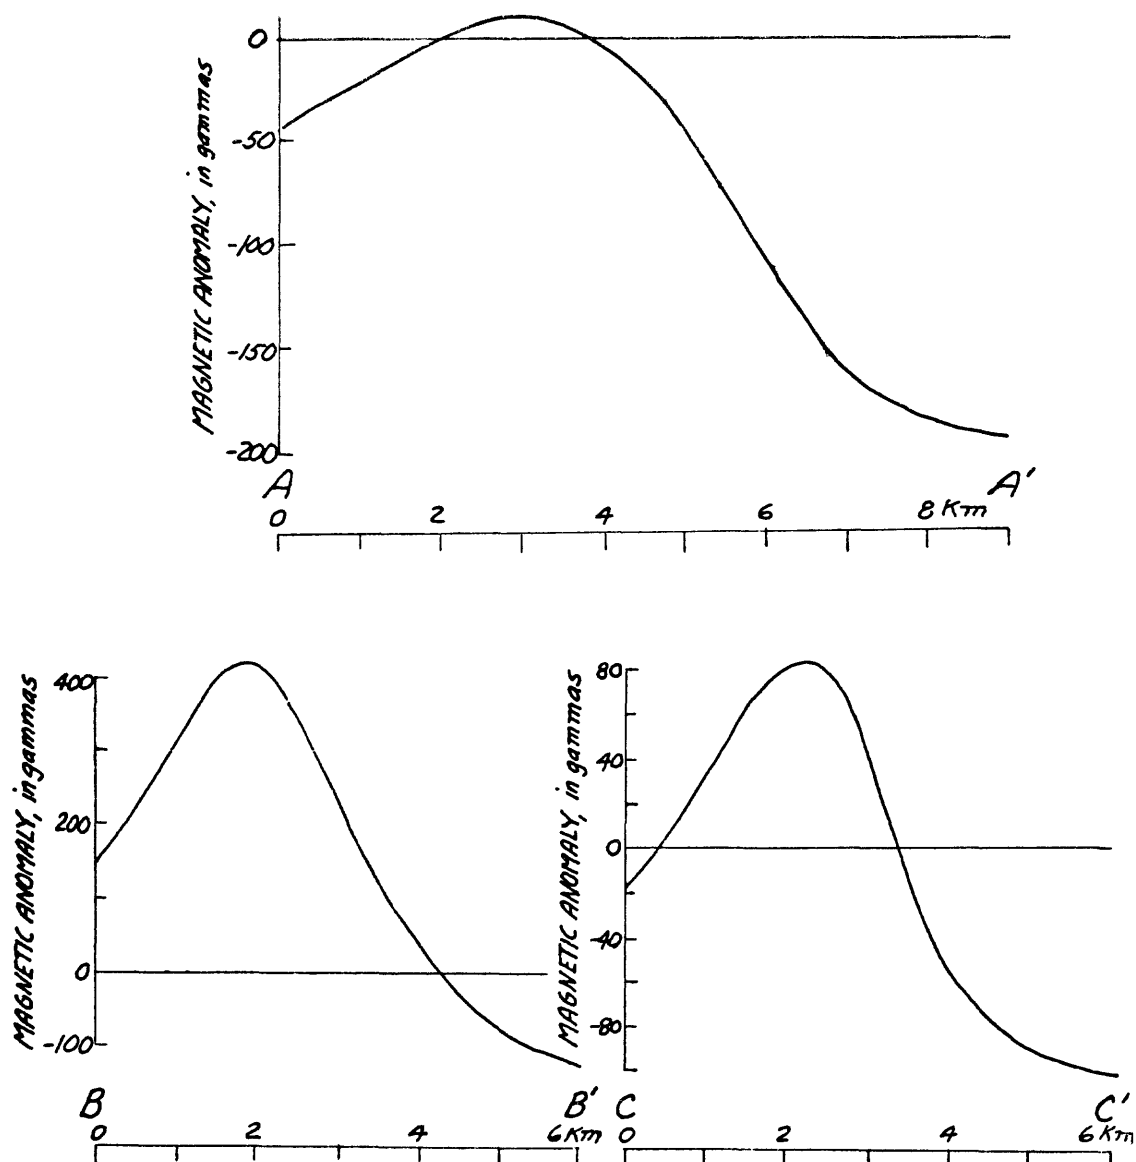 MAGNETIC ANOMALY, in gammas
0
-50
-100
-150
-200
A A'
0 2 4 6 8 Km
MAGNETIC ANOMALY, in gammas
400
200
0
-100
B B'
0 2 4 6 Km
MAGNETIC ANOMALY, in gammas
80
40
0
-40
-80
C C'
0 2 4 6 Km